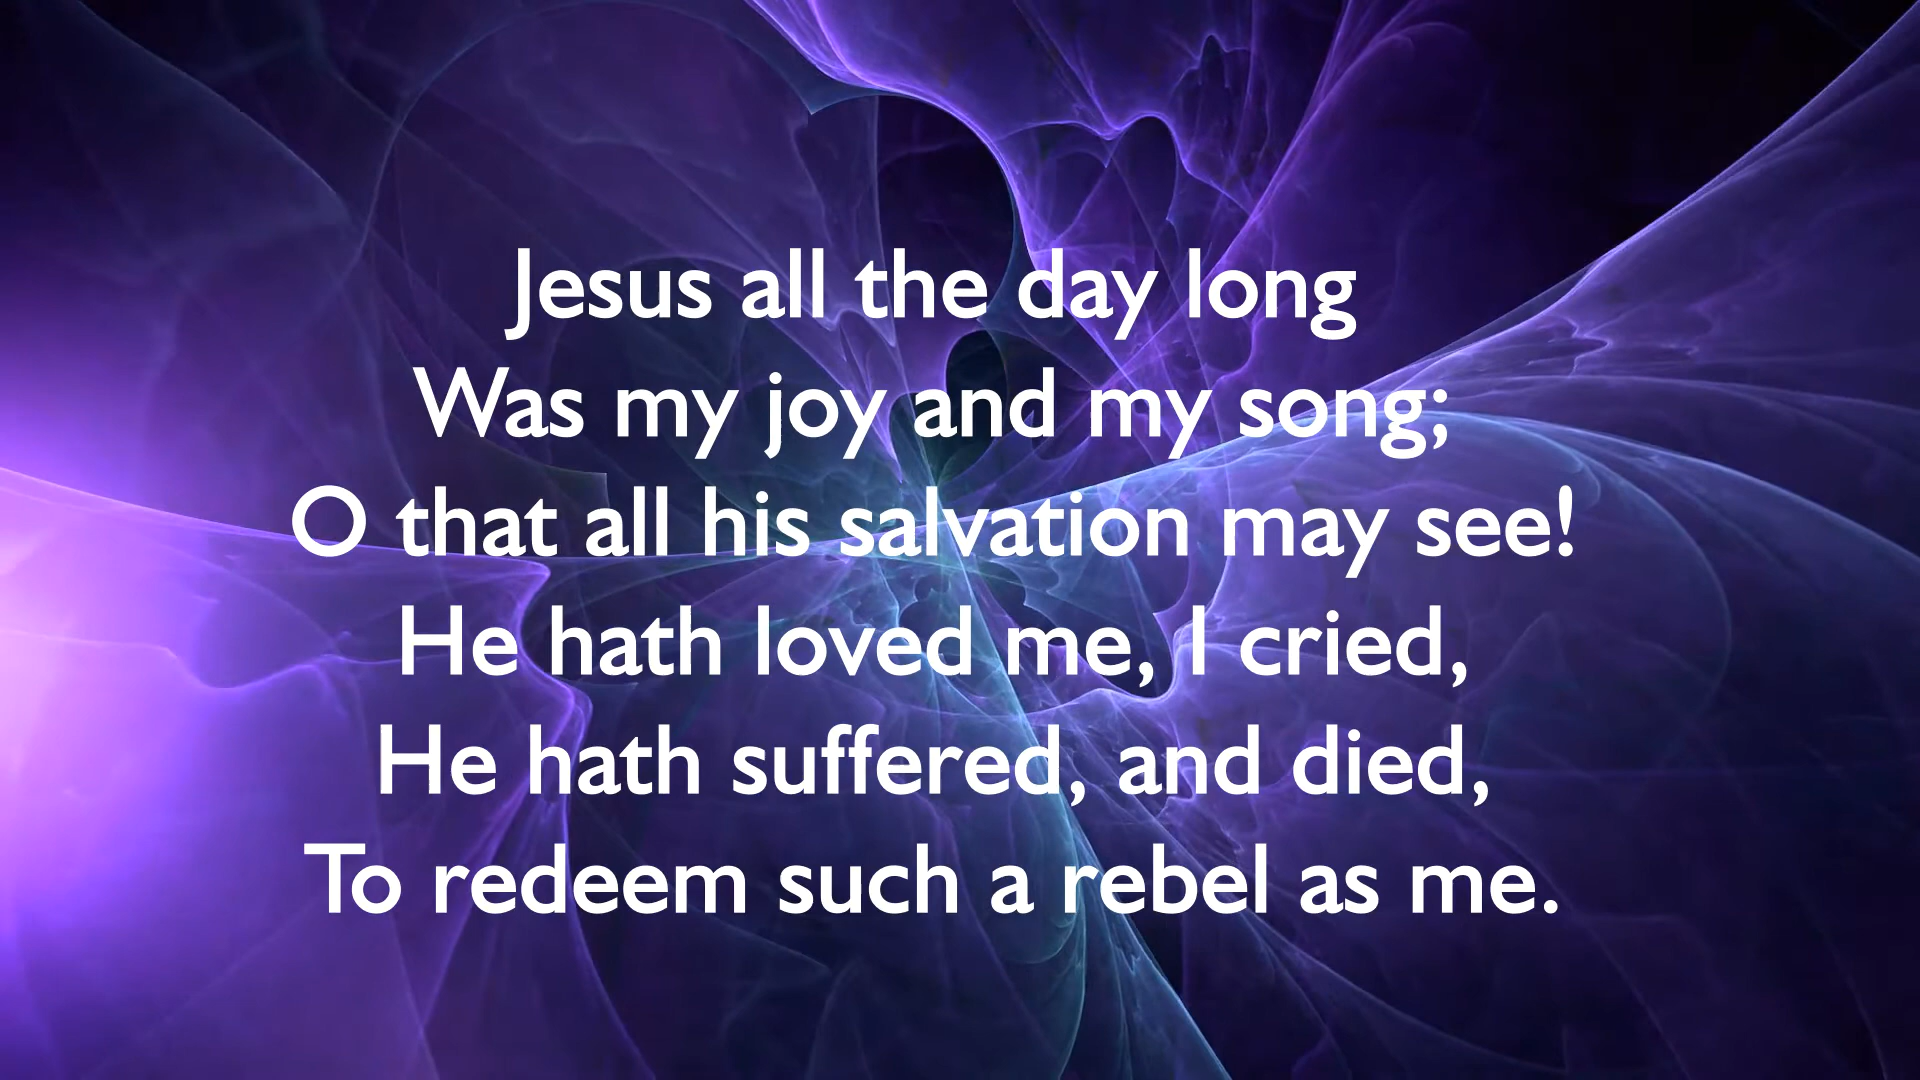 Jesus all the day long
Was my joy and my song;
O that all his salvation may see!
He hath loved me, I cried,
He hath suffered, and died,
To redeem such a rebel as me.